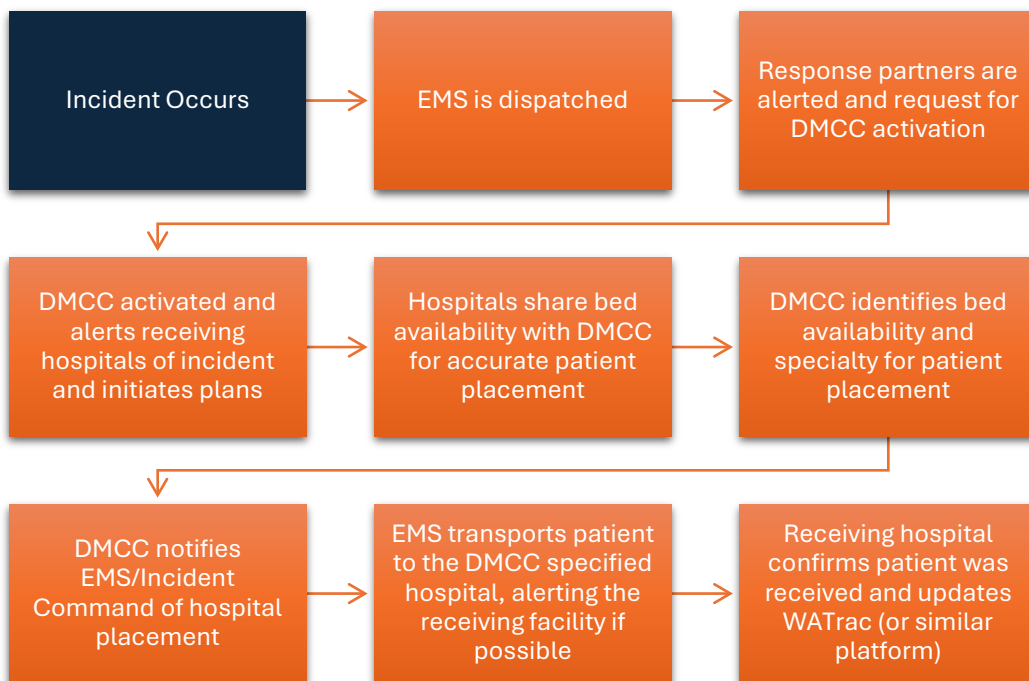 Incident Occurs
EMS is dispatched
Response partners are
alerted and request for
DMCC activation
DMCC activated and
alerts receiving
hospitals of incident
and initiates plans
Hospitals share bed
availability with DMCC
for accurate patient
placement
DMCC identifies bed
availability and
specialty for patient
placement
DMCC notifies
EMS/Incident
Command of hospital
placement
EMS transports patient
to the DMCC specified
hospital, alerting the
receiving facility if
possible
Receiving hospital
confirms patient was
received and updates
WATrac (or similar
platform)